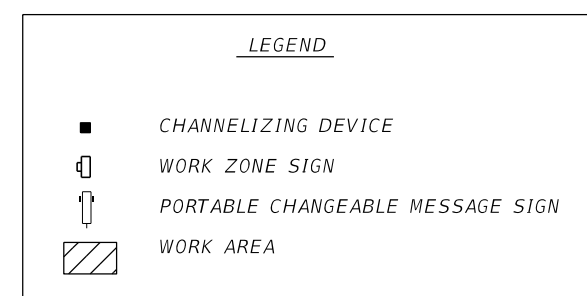 LEGEND
CHANNELIZING DEVICE
WORK ZONE SIGN
PORTABLE CHANGEABLE MESSAGE SIGN
WORK AREA